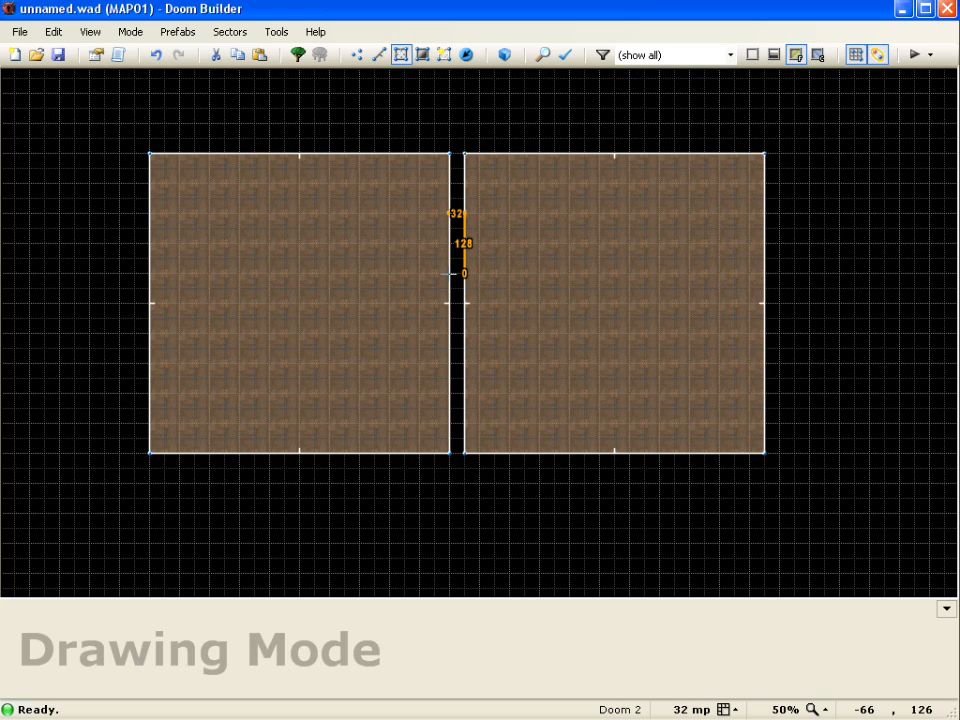 unnamed.wad (MAP01) - Doom Builder
File Edit View Mode Prefabs Sectors Tools Help
(show all)
32
128
0
Drawing Mode
Ready. Doom 2 32 mp 50% -66 , 126